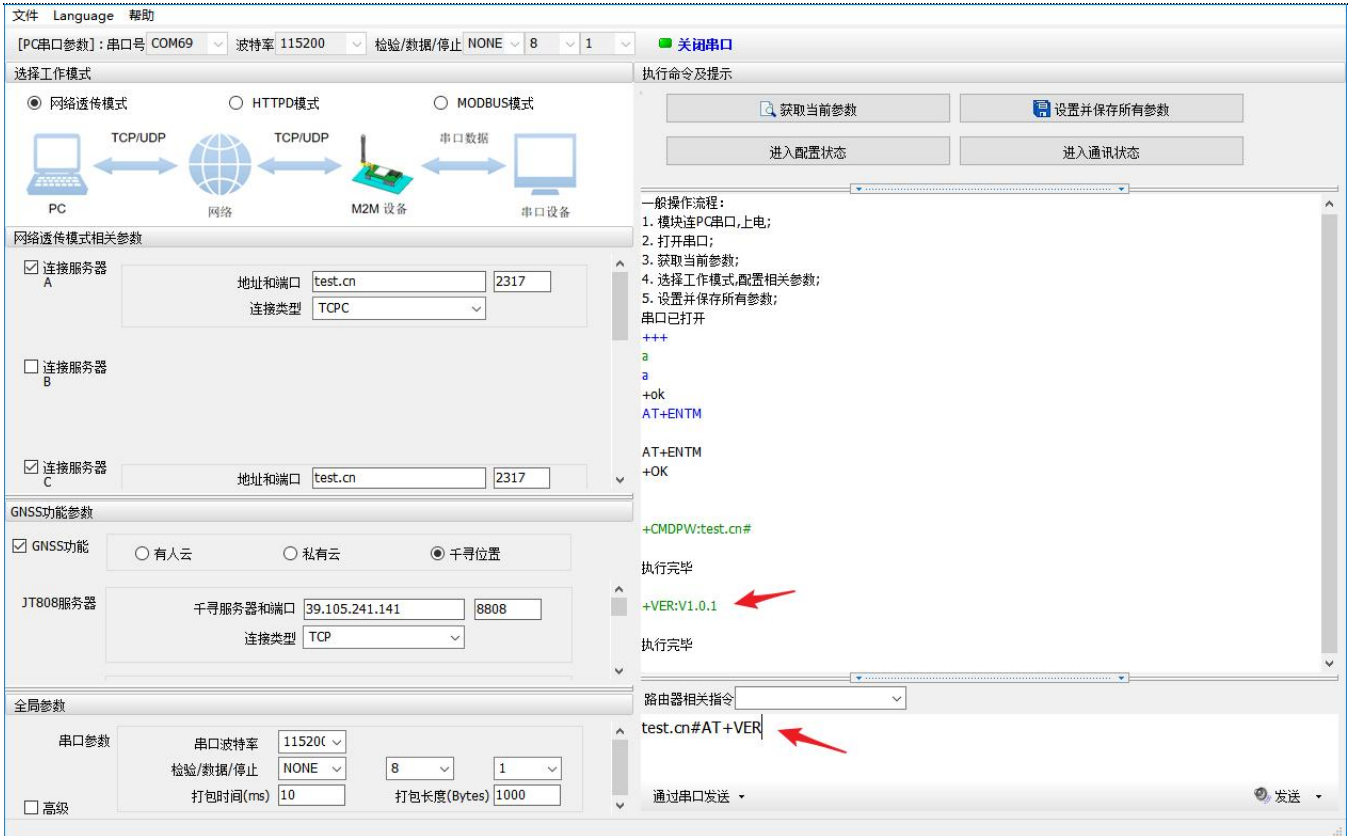 文件 Language 帮助
[PC串口参数]：串口号 COM69 波特率 115200 检验/数据/停止 NONE 8 1 关闭串口
选择工作模式
网络透传模式 HTTPD模式 MODBUS模式
TCP/UDP TCP/UDP 串口数据
PC 网络 M2M 设备 串口设备
网络透传模式相关参数
连接服务器
A
地址和端口 test.cn 2317
连接类型 TCPC
连接服务器
B
连接服务器
C
地址和端口 test.cn 2317
GNSS功能参数
GNSS功能 有人云 私有云 千寻位置
JT808服务器
千寻服务器和端口 39.105.241.141 8808
连接类型 TCP
全局参数
串口参数
串口波特率 115200
检验/数据/停止 NONE 8 1
打包时间(ms) 10 打包长度(Bytes) 1000
高级
执行命令及提示
获取当前参数 设置并保存所有参数
进入配置状态 进入通讯状态
一般操作流程：
1. 模块连PC串口,上电;
2. 打开串口;
3. 获取当前参数;
4. 选择工作模式,配置相关参数;
5. 设置并保存所有参数;
串口已打开
+++
a
a
+ok
AT+ENTM
AT+ENTM
+OK
+CMDPW:test.cn#
执行完毕
+VER:V1.0.1
执行完毕
路由器相关指令
test.cn#AT+VER
通过串口发送 发送